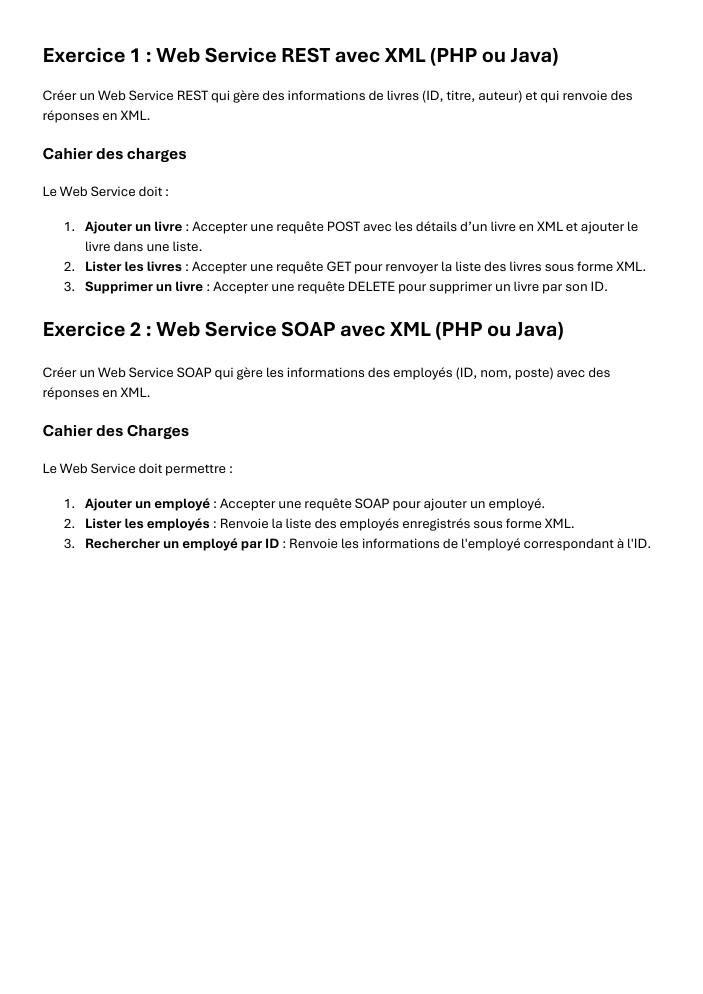 Exercice 1 : Web Service REST avec XML (PHP ou Java)
Créer un Web Service REST qui gère des informations de livres (ID, titre, auteur) et qui renvoie des
réponses en XML.
Cahier des charges
Le Web Service doit :
1. Ajouter un livre : Accepter une requête POST avec les détails d’un livre en XML et ajouter le
livre dans une liste.
2. Lister les livres : Accepter une requête GET pour renvoyer la liste des livres sous forme XML.
3. Supprimer un livre : Accepter une requête DELETE pour supprimer un livre par son ID.
Exercice 2 : Web Service SOAP avec XML (PHP ou Java)
Créer un Web Service SOAP qui gère les informations des employés (ID, nom, poste) avec des
réponses en XML.
Cahier des Charges
Le Web Service doit permettre :
1. Ajouter un employé : Accepter une requête SOAP pour ajouter un employé.
2. Lister les employés : Renvoie la liste des employés enregistrés sous forme XML.
3. Rechercher un employé par ID : Renvoie les informations de l'employé correspondant à l'ID.